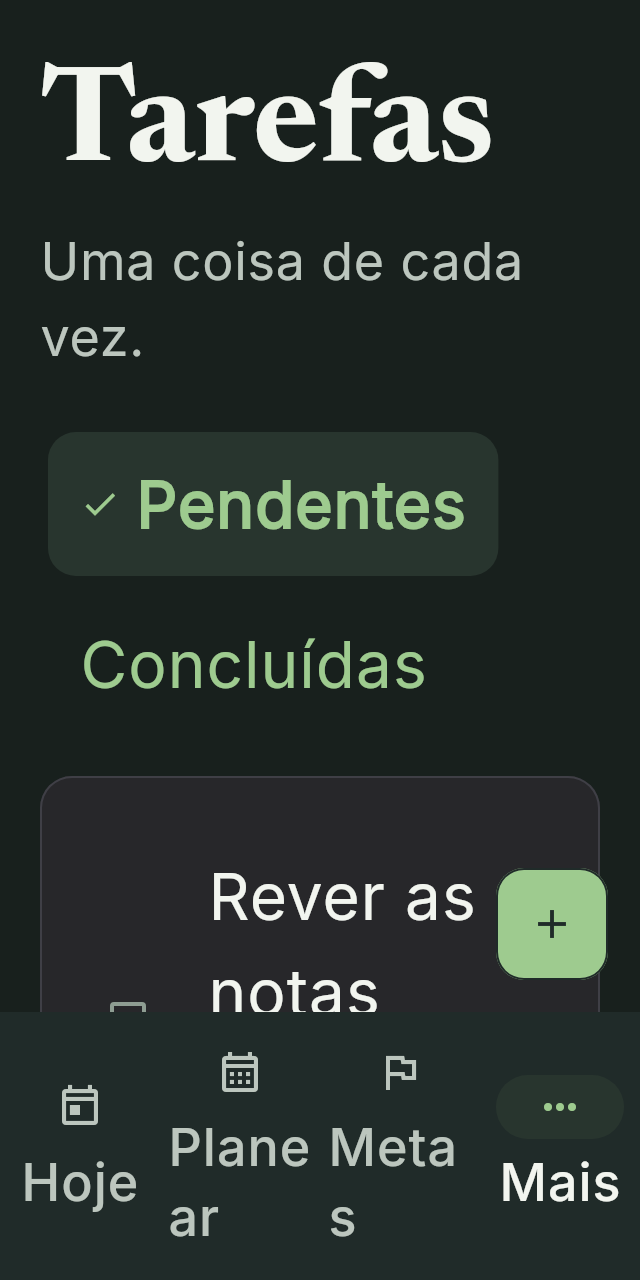 Tarefas
Uma coisa de cada
vez.
Pendentes
Concluídas
Rever as
notas
Hoje
Plane
ar
Meta
s
Mais